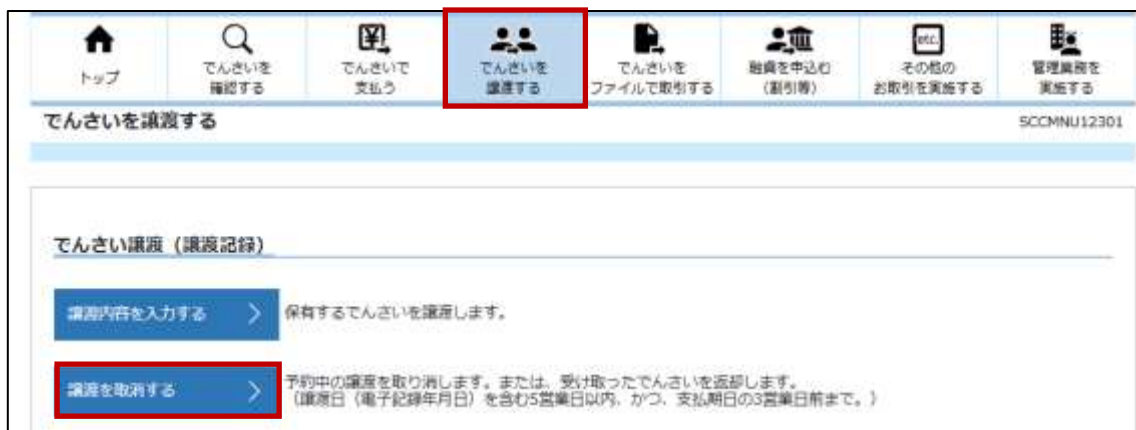 トップ
でんさいを
確認する
でんさいで
支払う
でんさいを
譲渡する
でんさいを
ファイルで取引する
融資を申込む
(割引等)
etc.
その他の
お取引を実施する
管理業務を
実施する
でんさいを譲渡する
SCCMNU12301
でんさい譲渡（譲渡記録）
譲渡内容を入力する
保有するでんさいを譲渡します。
譲渡を取消する
予約中の譲渡を取り消します。または、受け取ったでんさいを返却します。
（譲渡日（電子記録年月日）を含む5営業日以内、かつ、支払期日の3営業日前まで。）